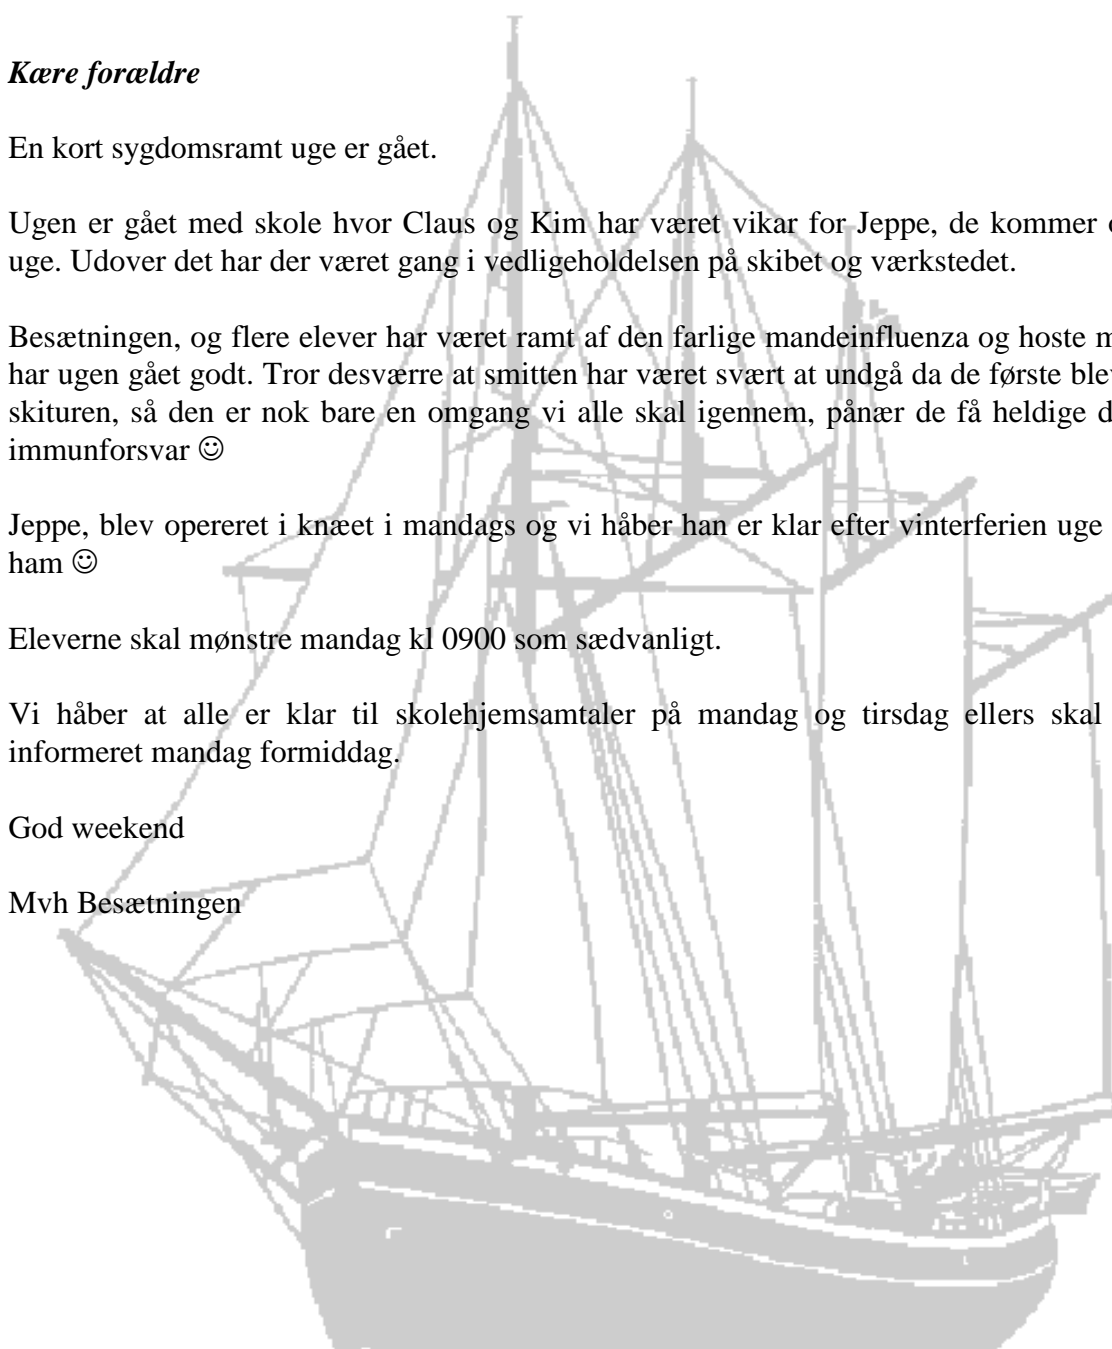 Kære forældre
En kort sygdomsramt uge er gået.
Ugen er gået med skole hvor Claus og Kim har været vikar for Jeppe, de kommer
uge. Udover det har der været gang i vedligeholdelsen på skibet og værkstedet.
Besætningen, og flere elever har været ramt af den farlige mandeinfluenza og hoste
har ugen gået godt. Tror desværre at smitten har været svært at undgå da de første blev
skituren, så den er nok bare en omgang vi alle skal igennem, pånær de få heldige
immunforsvar ☺
Jeppe, blev opereret i knæet i mandags og vi håber han er klar efter vinterferien uge
ham ☺
Eleverne skal mønstre mandag kl 0900 som sædvanligt.
Vi håber at alle er klar til skolehjemsamtaler på mandag og tirsdag ellers skal
informeret mandag formiddag.
God weekend
Mvh Besætningen